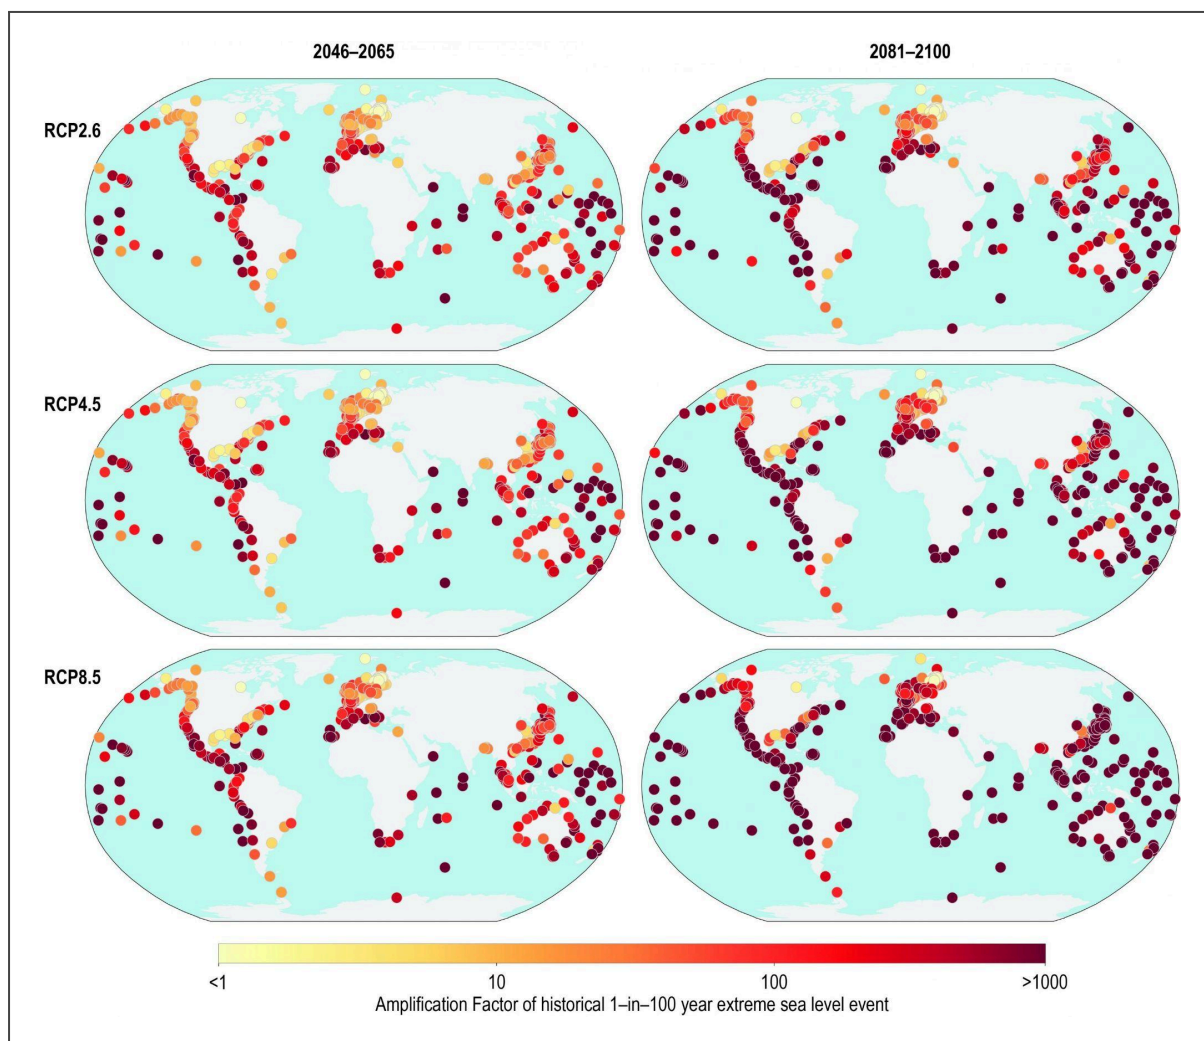 2046–2065 2081–2100
RCP2.6
RCP4.5
RCP8.5
<1 10 100 >1000
Amplification Factor of historical 1–in–100 year extreme sea level event